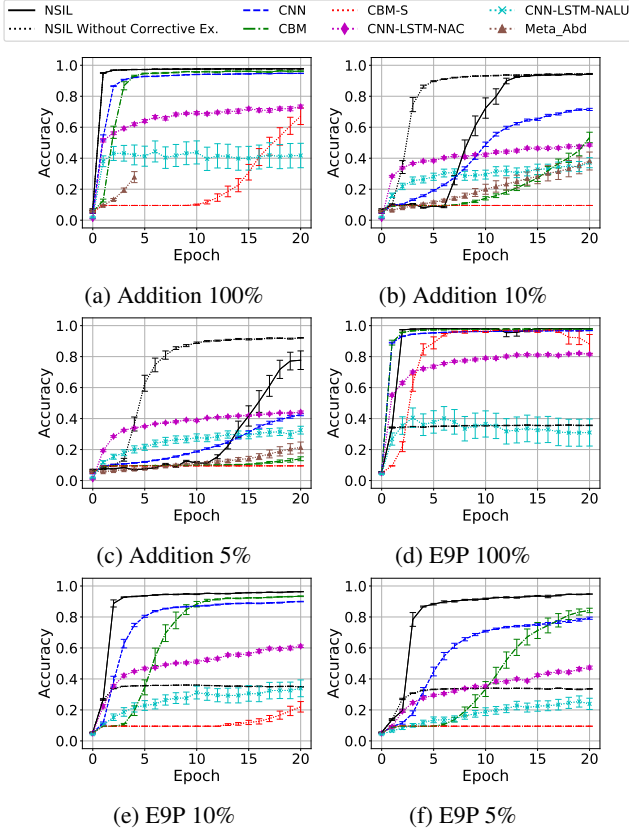 NSIL CNN CBM-S CNN-LSTM-NALU
NSIL Without Corrective Ex. CBM CNN-LSTM-NAC Meta_Abd
1.0 0.8 0.6 0.4 0.2 0.0
Accuracy
0 5 10 15 20
Epoch
(a) Addition 100%
1.0 0.8 0.6 0.4 0.2 0.0
Accuracy
0 5 10 15 20
Epoch
(b) Addition 10%
1.0 0.8 0.6 0.4 0.2 0.0
Accuracy
0 5 10 15 20
Epoch
(c) Addition 5%
1.0 0.8 0.6 0.4 0.2 0.0
Accuracy
0 5 10 15 20
Epoch
(d) E9P 100%
1.0 0.8 0.6 0.4 0.2 0.0
Accuracy
0 5 10 15 20
Epoch
(e) E9P 10%
1.0 0.8 0.6 0.4 0.2 0.0
Accuracy
0 5 10 15 20
Epoch
(f) E9P 5%